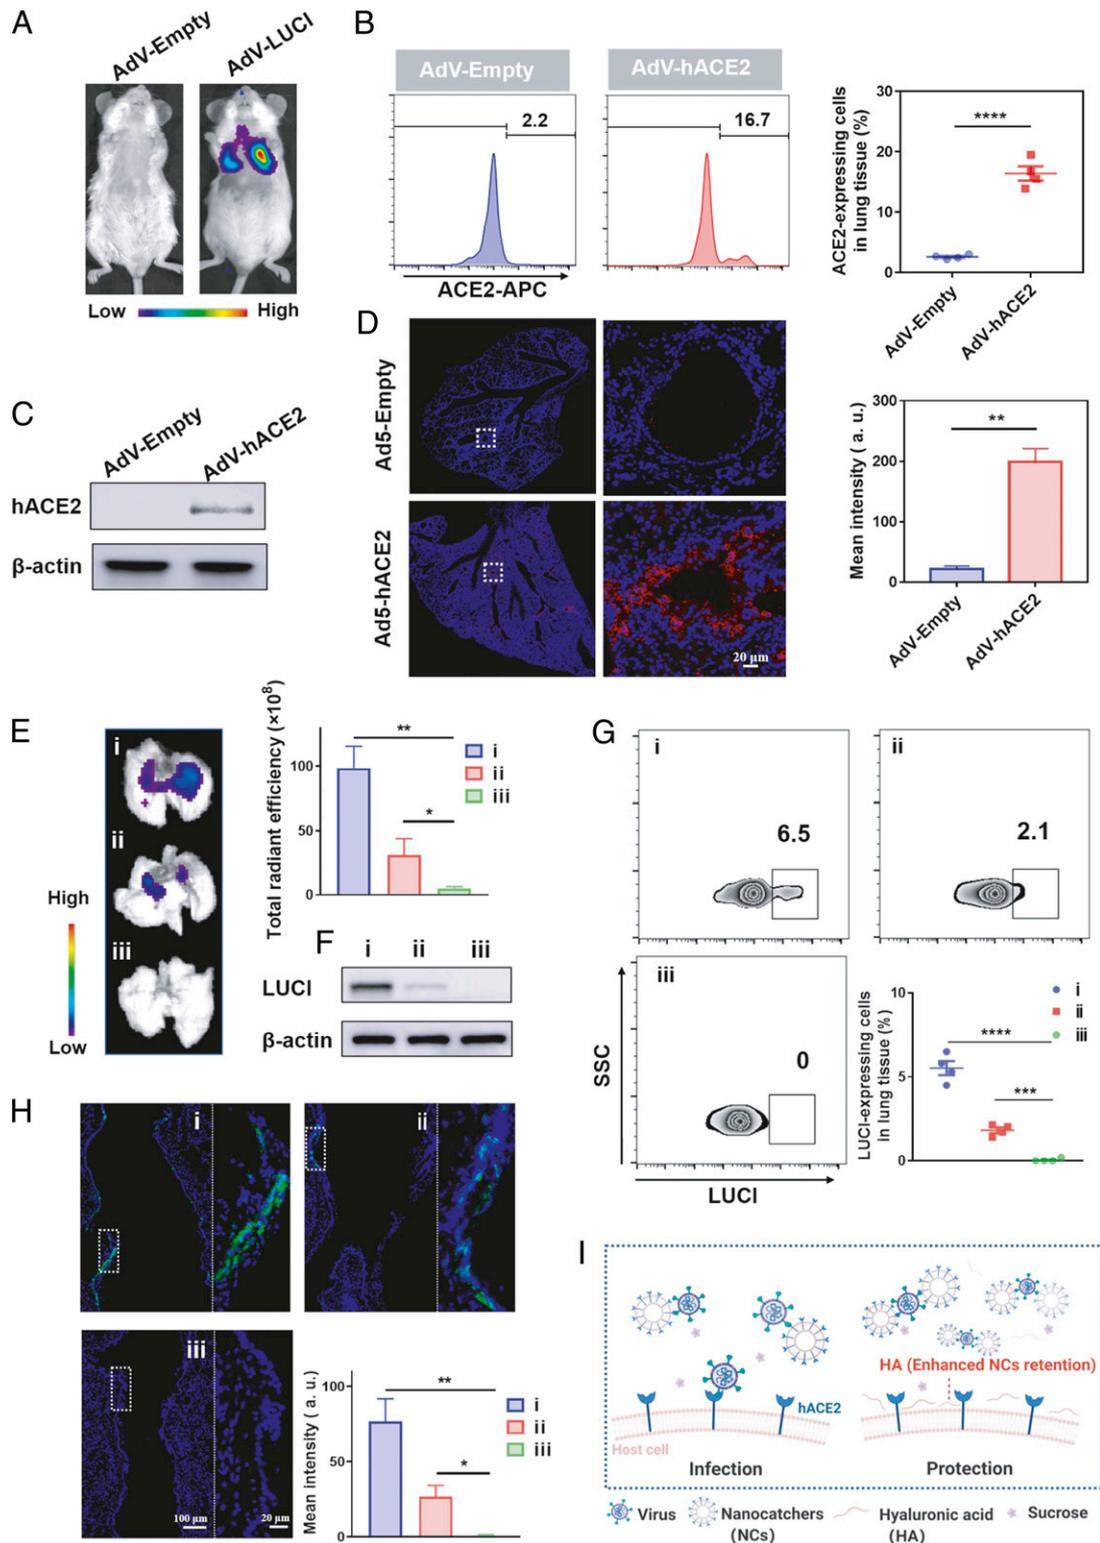 A
AdV-Empty
AdV-LUCI
Low
High
B
AdV-Empty
AdV-hACE2
2.2
16.7
ACE2-APC
ACE2-expressing cells
in lung tissue (%)
30
20
10
0
****
AdV-Empty
AdV-hACE2
C
AdV-Empty
AdV-hACE2
hACE2
β-actin
D
Ad5-Empty
Ad5-hACE2
20 μm
Mean intensity ( a. u.)
300
200
100
0
**
AdV-Empty
AdV-hACE2
E
i
ii
iii
High
Low
Total radiant efficiency (×10⁸)
100
50
0
**
*
i
ii
iii
F
i ii iii
LUCI
β-actin
G
i
6.5
ii
2.1
iii
0
SSC
LUCI
LUCI-expressing cells
in lung tissue (%)
10
5
0
****
***
i
ii
iii
H
i
ii
iii
100 μm
20 μm
Mean intensity ( a. u.)
100
50
0
**
*
i
ii
iii
I
HA (Enhanced NCs retention)
hACE2
Host cell
Infection
Protection
Virus
Nanocatchers
(NCs)
Hyaluronic acid
(HA)
Sucrose